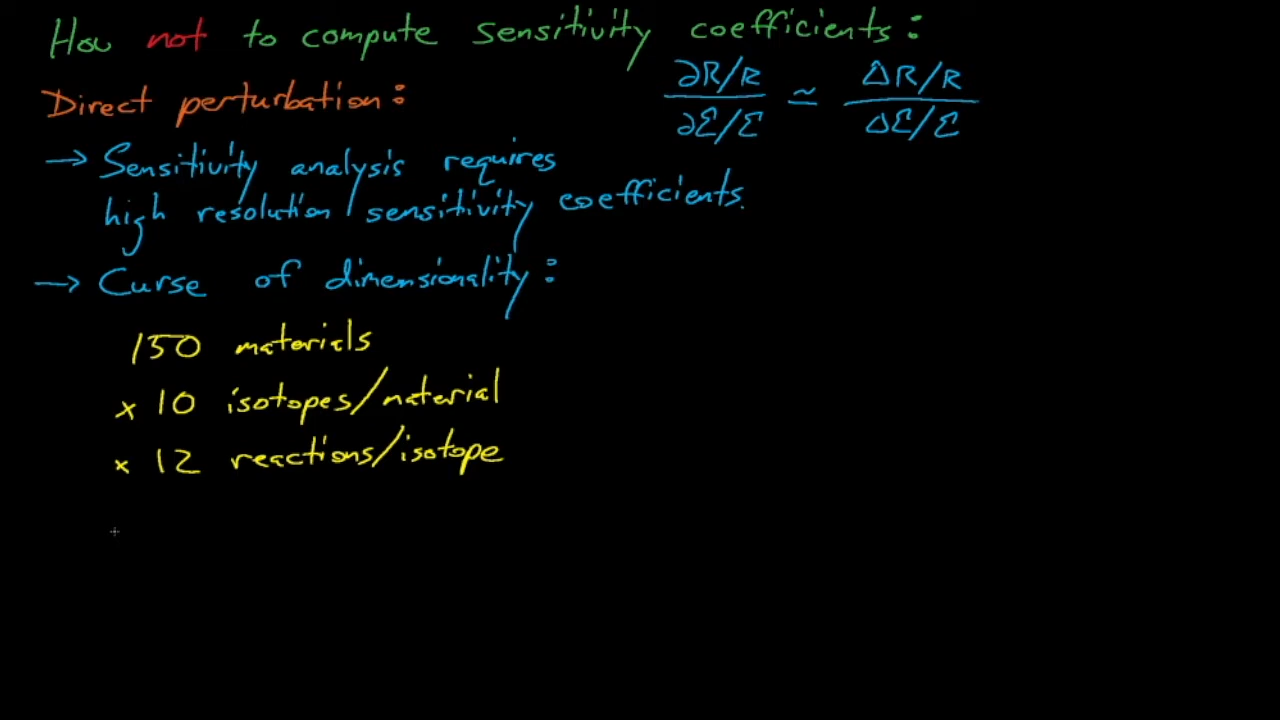 How not to compute sensitivity coefficients:
Direct perturbation:
∂R/R / ∂Σ/Σ ≃ ΔR/R / ΔΣ/Σ
→ Sensitivity analysis requires
high resolution sensitivity coefficients.
→ Curse of dimensionality:
150 materials
x 10 isotopes/material
x 12 reactions/isotope